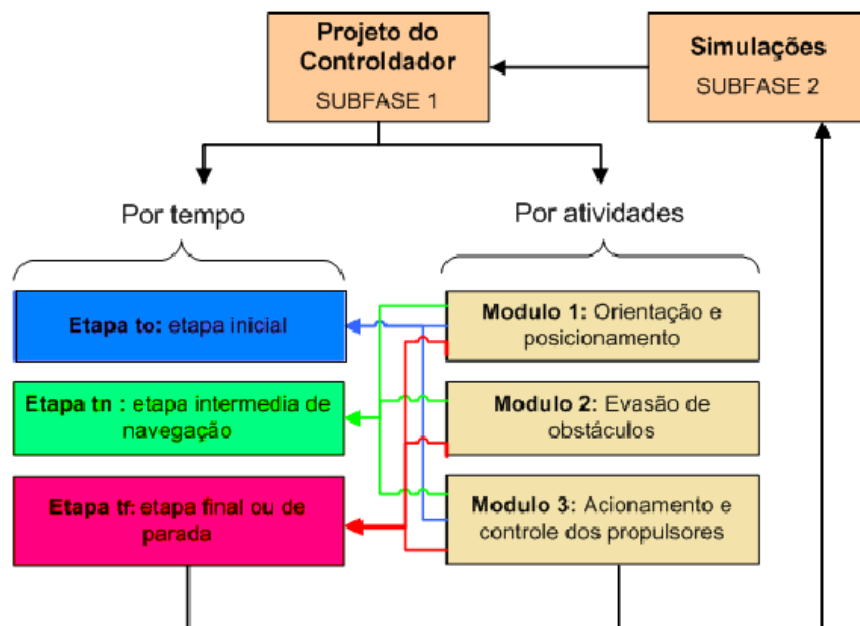 Projeto do
Controldador
SUBFASE 1
Simulações
SUBFASE 2
Por tempo
Por atividades
Etapa to: etapa inicial
Etapa tn : etapa intermedia de
navegação
Etapa tf: etapa final ou de
parada
Modulo 1: Orientação e
posicionamento
Modulo 2: Evasão de
obstáculos
Modulo 3: Acionamento e
controle dos propulsores